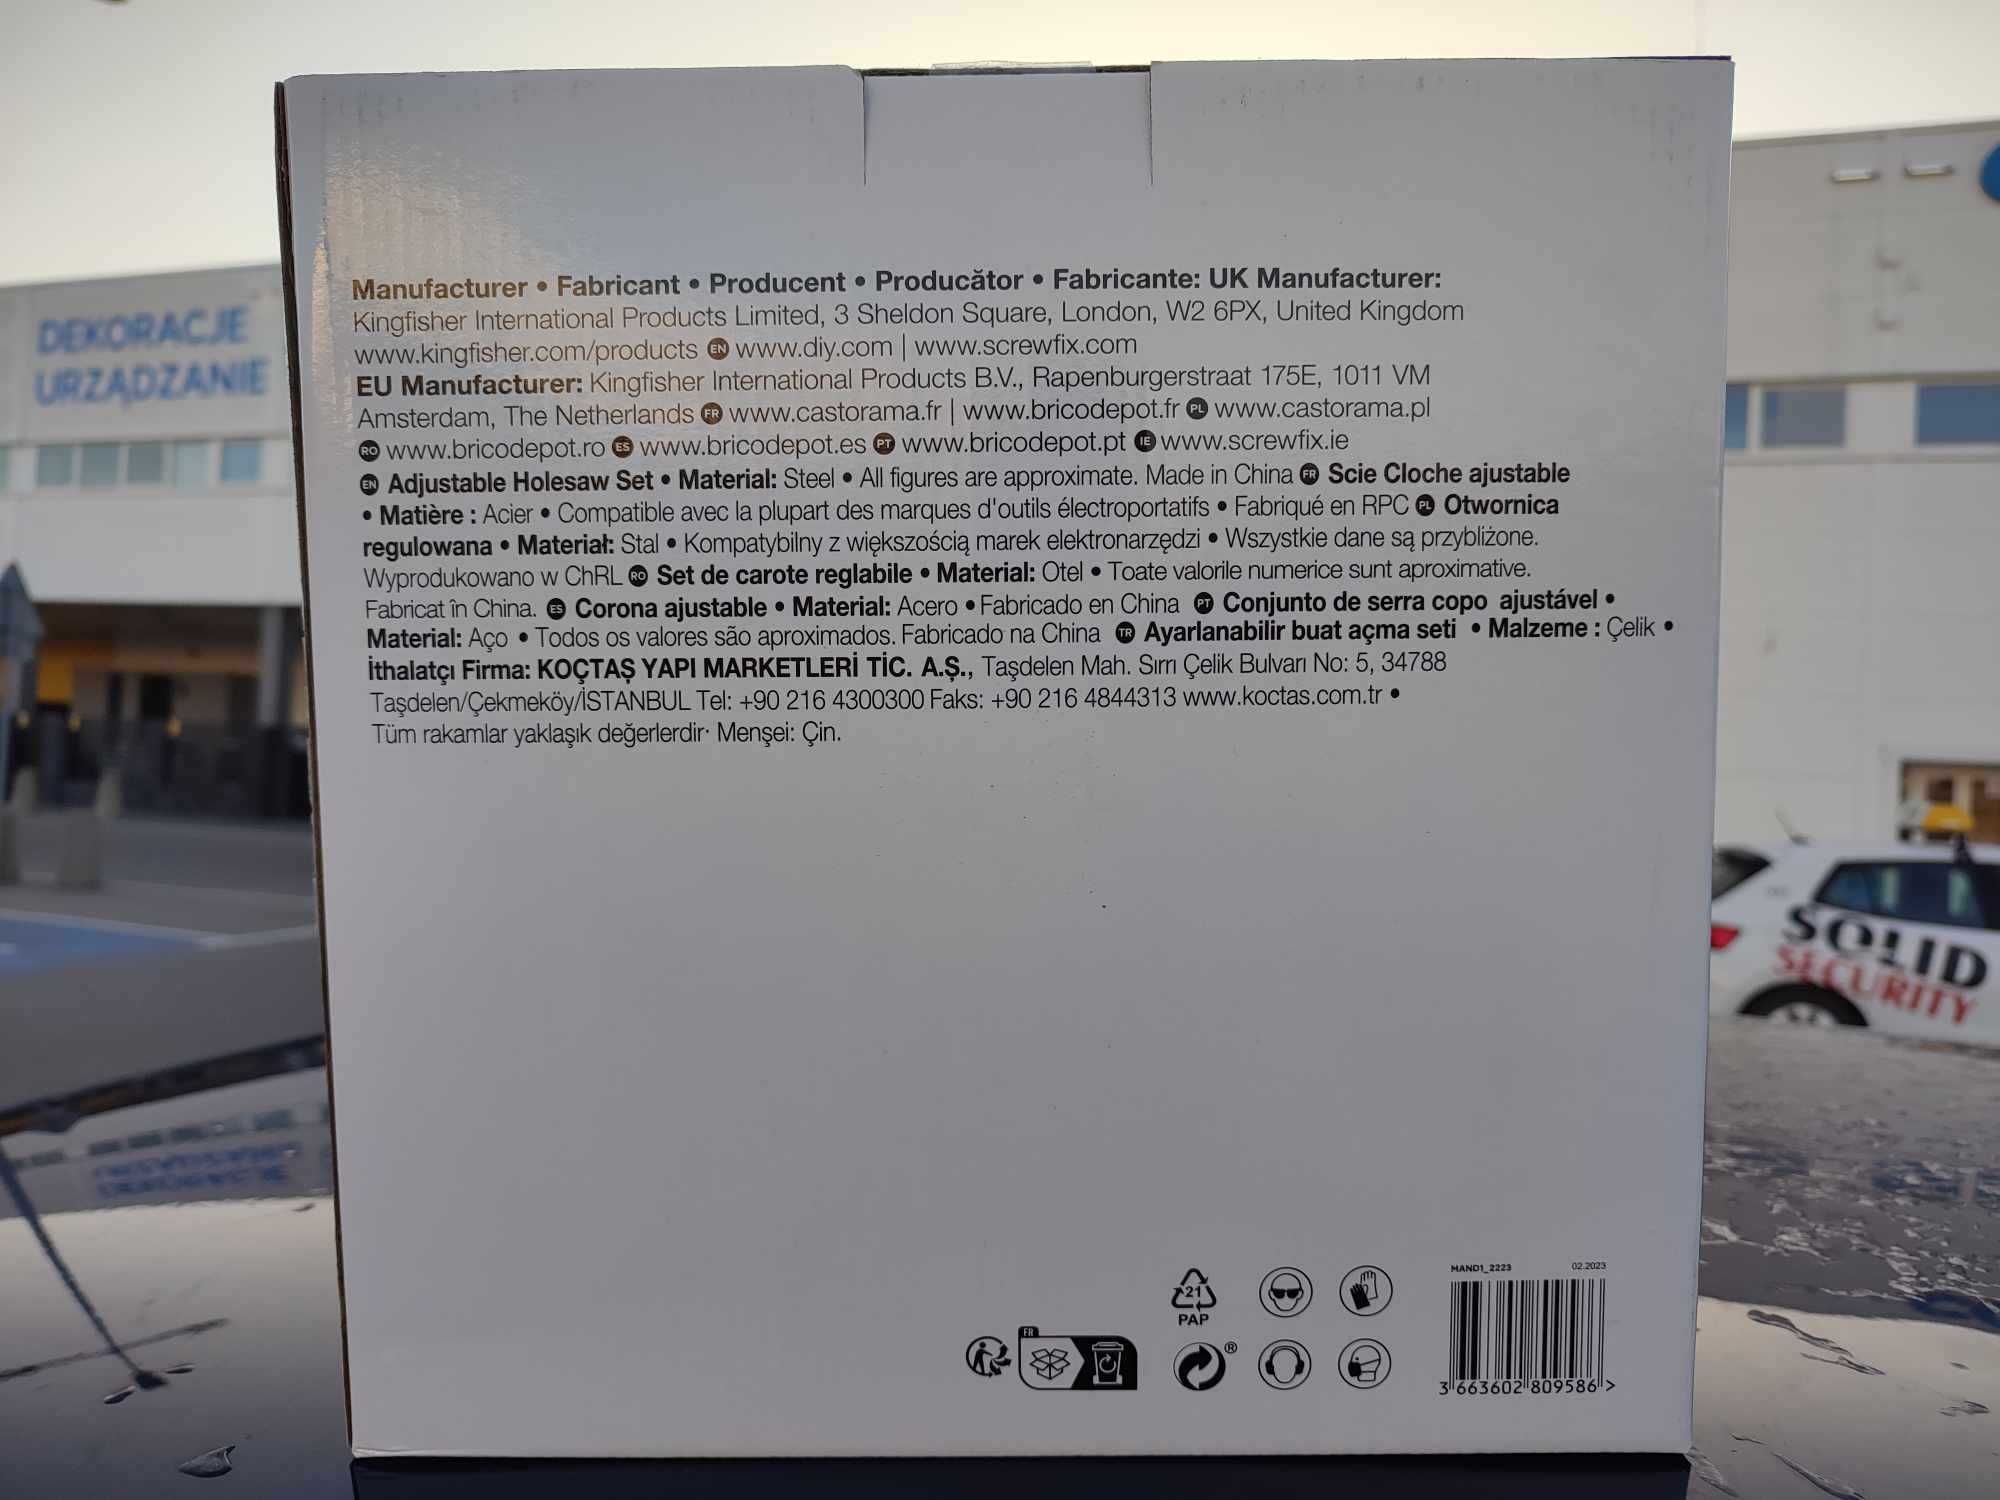 Manufacturer • Fabricant • Producent • Producător • Fabricante: UK Manufacturer:
Kingfisher International Products Limited, 3 Sheldon Square, London, W2 6PX, United Kingdom
www.kingfisher.com/products EN www.diy.com | www.screwfix.com
EU Manufacturer: Kingfisher International Products B.V., Rapenburgerstraat 175E, 1011 VM
Amsterdam, The Netherlands FR www.castorama.fr | www.bricodepot.fr PL www.castorama.pl
RO www.bricodepot.ro ES www.bricodepot.es PT www.bricodepot.pt IE www.screwfix.ie
EN Adjustable Holesaw Set • Material: Steel • All figures are approximate. Made in China FR Scie Cloche ajustable
• Matière : Acier • Compatible avec la plupart des marques d'outils électroportatifs • Fabriqué en RPC PL Otwornica
regulowana • Materiał: Stal • Kompatybilny z większością marek elektronarzędzi • Wszystkie dane są przybliżone.
Wyprodukowano w ChRL RO Set de carote reglabile • Material: Otel • Toate valorile numerice sunt aproximative.
Fabricat în China. ES Corona ajustable • Material: Acero • Fabricado en China PT Conjunto de serra copo ajustável •
Material: Aço • Todos os valores são aproximados. Fabricado na China TR Ayarlanabilir buat açma seti • Malzeme : Çelik •
İthalatçı Firma: KOÇTAŞ YAPI MARKETLERİ TİC. A.Ş., Taşdelen Mah. Sırrı Çelik Bulvarı No: 5, 34788
Taşdelen/Çekmeköy/İSTANBUL Tel: +90 216 4300300 Faks: +90 216 4844313 www.koctas.com.tr •
Tüm rakamlar yaklaşık değerlerdir· Menşei: Çin.
DEKORACJE
URZĄDZANIE
SOLID
SECURITY
MAND1_2223 02.2023
21
PAP
FR
®
3 663602 809586 >